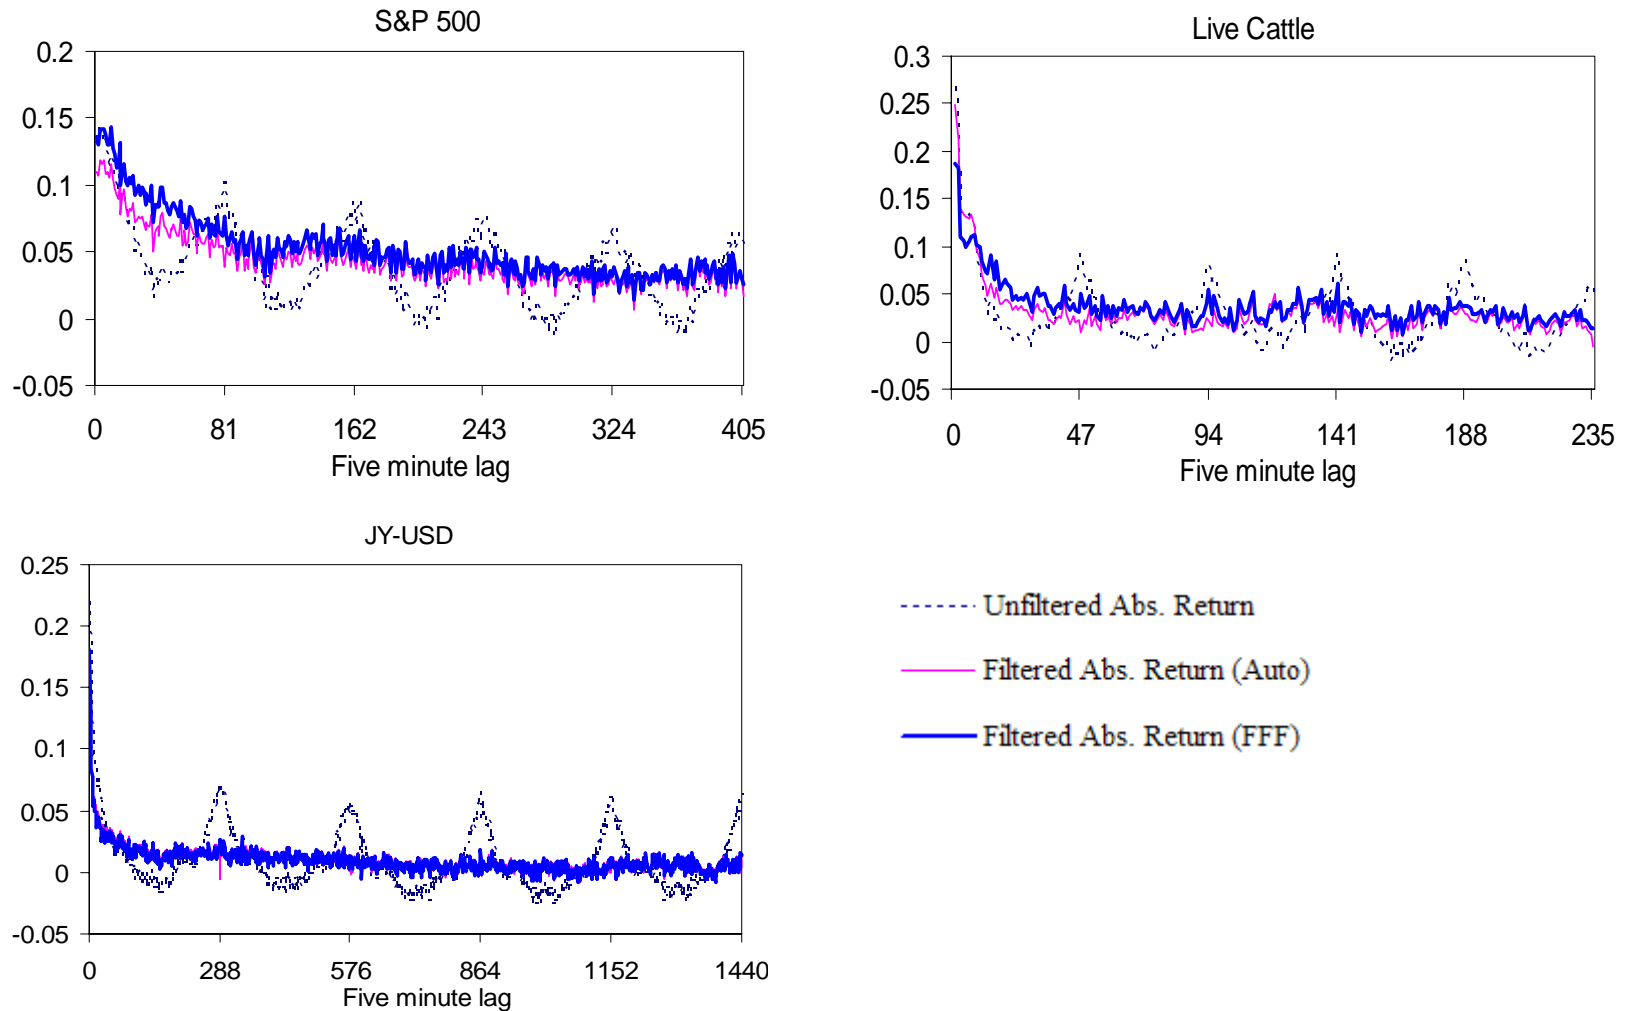 S&P 500
0.2
0.15
0.1
0.05
0
-0.05
0 81 162 243 324 405
Five minute lag
Live Cattle
0.3
0.25
0.2
0.15
0.1
0.05
0
-0.05
0 47 94 141 188 235
Five minute lag
JY-USD
0.25
0.2
0.15
0.1
0.05
0
-0.05
0 288 576 864 1152 1440
Five minute lag
Unfiltered Abs. Return
Filtered Abs. Return (Auto)
Filtered Abs. Return (FFF)